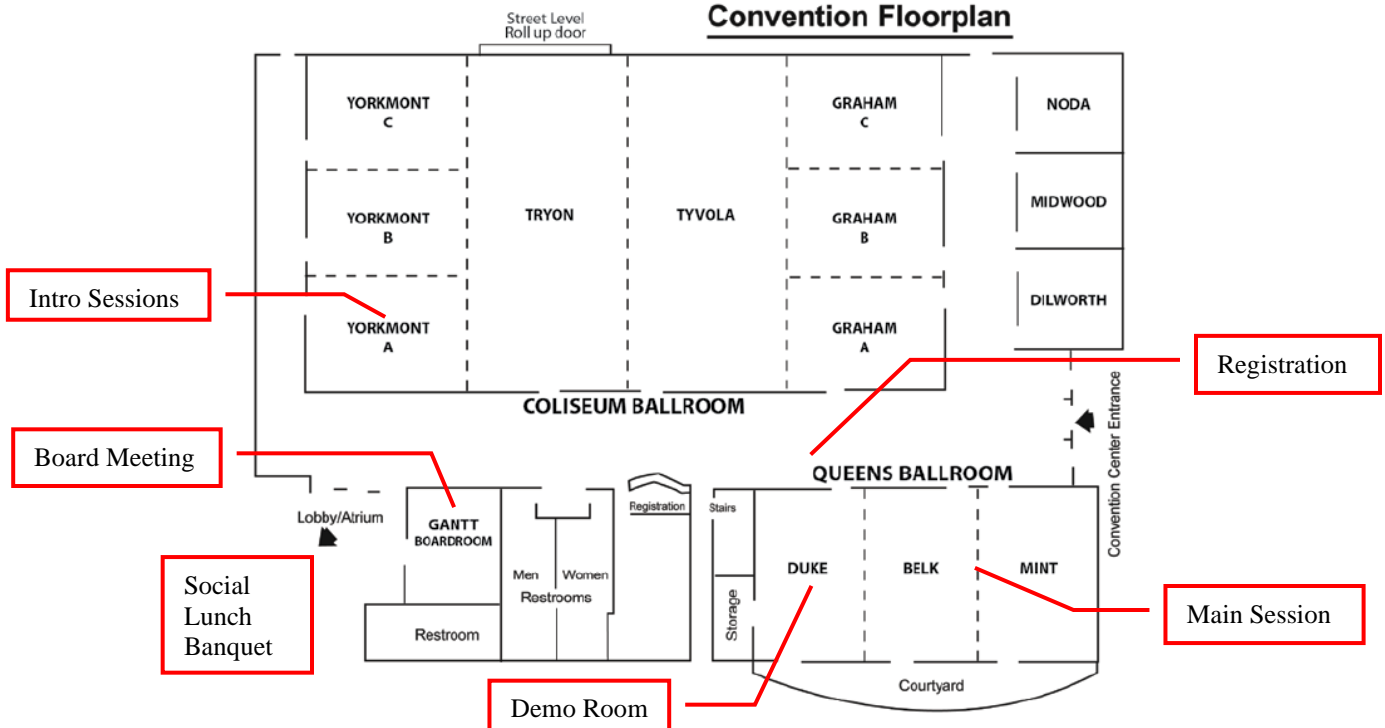 Convention Floorplan
Street Level
Roll up door
YORKMONT
C
GRAHAM
C
NODA
YORKMONT
B
TRYON
TYVOLA
GRAHAM
B
MIDWOOD
Intro Sessions
YORKMONT
A
GRAHAM
A
DILWORTH
Registration
COLISEUM BALLROOM
Board Meeting
QUEENS BALLROOM
Convention Center Entrance
Lobby/Atrium
GANTT
BOARDROOM
Registration
Stairs
Men
Women
Restrooms
DUKE
BELK
MINT
Social
Lunch
Banquet
Storage
Main Session
Restroom
Courtyard
Demo Room